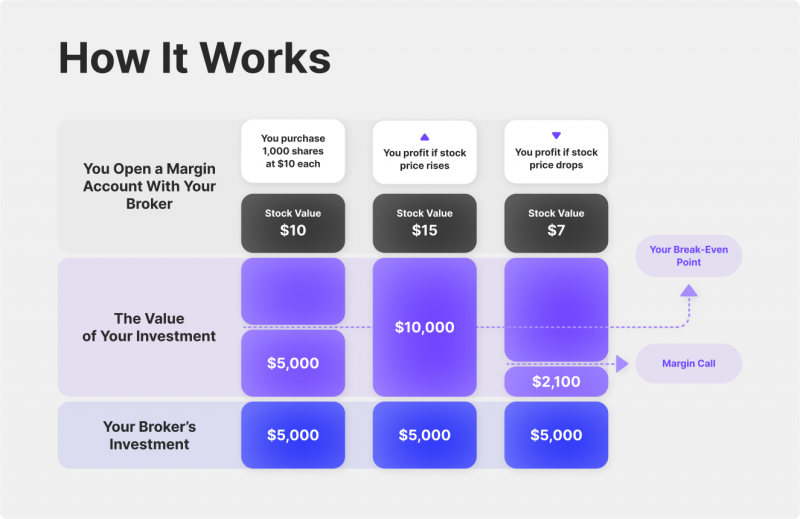 How It Works
You Open a Margin
Account With Your
Broker
You purchase
1,000 shares
at $10 each
You profit if stock
price rises
You profit if stock
price drops
Stock Value
$10
Stock Value
$15
Stock Value
$7
The Value
of Your Investment
$5,000
$10,000
$2,100
Your Break-Even
Point
Margin Call
Your Broker's
Investment
$5,000
$5,000
$5,000